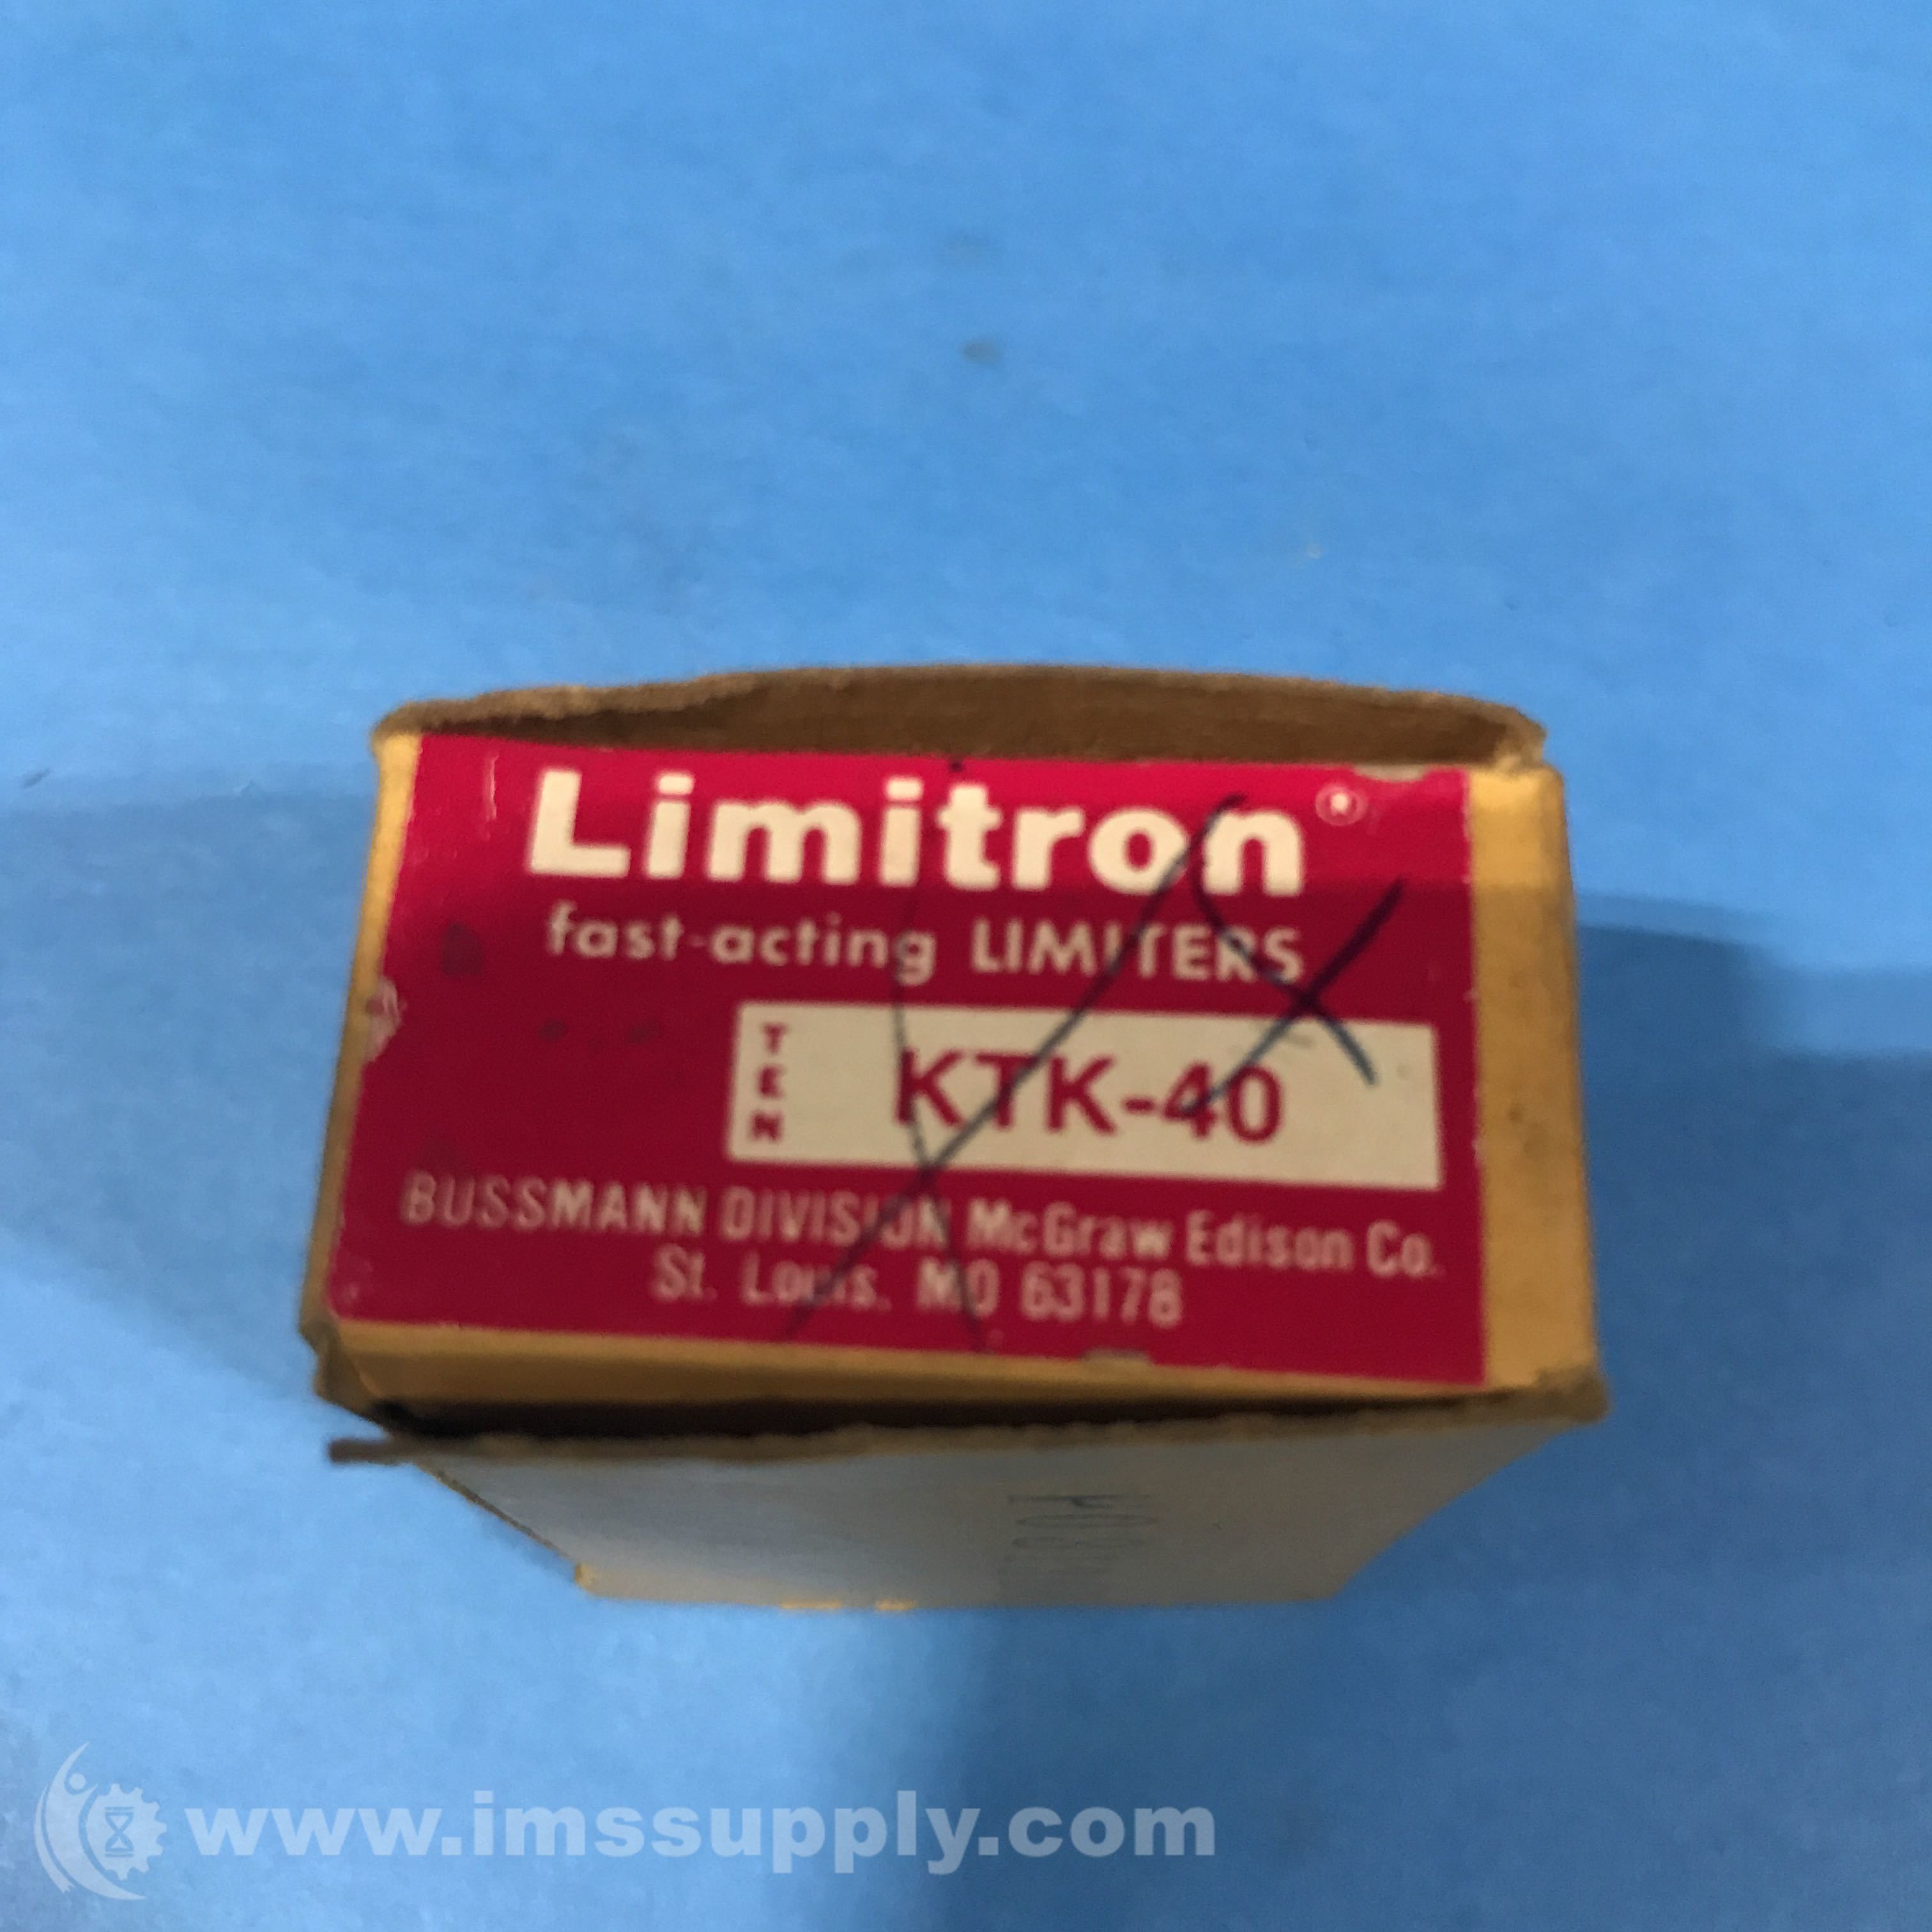 Limitron®
fast-acting LIMITERS
TEN KTK-40
BUSSMANN DIVISION McGraw Edison Co.
St. Louis, MO 63178
www.imssupply.com